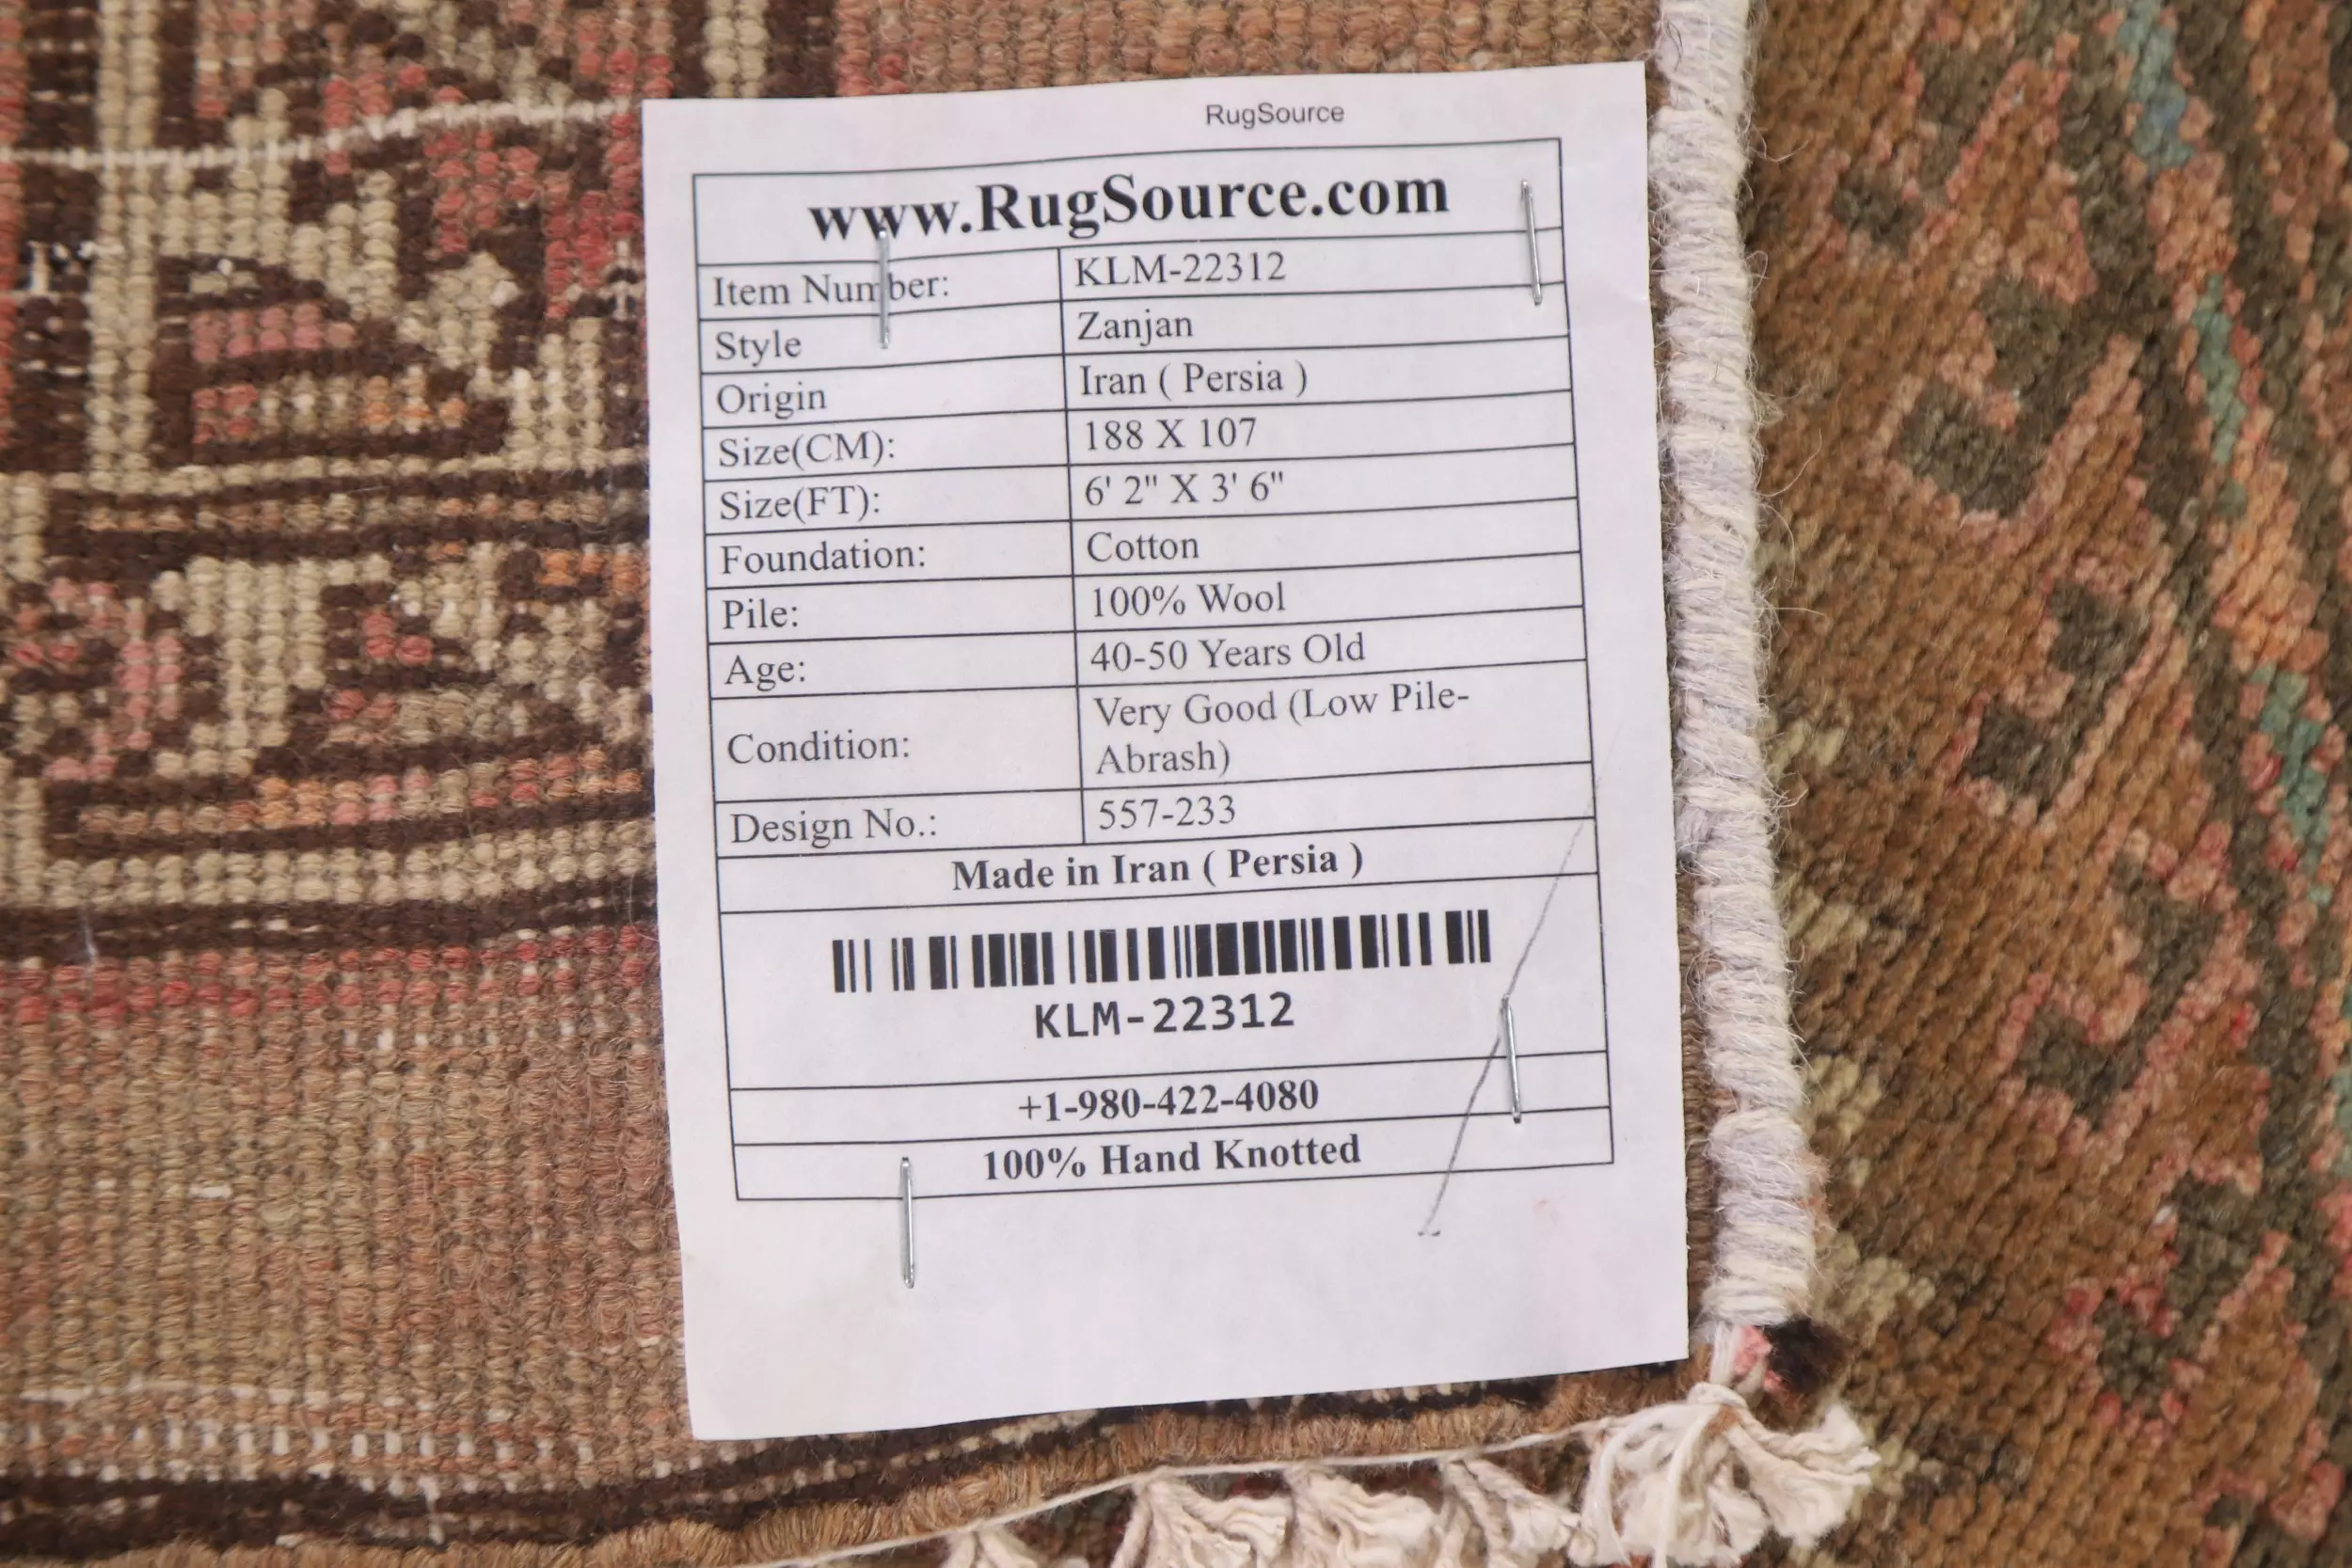 RugSource
www.RugSource.com
Item Number: KLM-22312
Style Zanjan
Origin Iran ( Persia )
Size(CM): 188 X 107
Size(FT): 6' 2" X 3' 6"
Foundation: Cotton
Pile: 100% Wool
Age: 40-50 Years Old
Condition: Very Good (Low Pile-
Abrash)
Design No.: 557-233
Made in Iran ( Persia )
KLM-22312
+1-980-422-4080
100% Hand Knotted